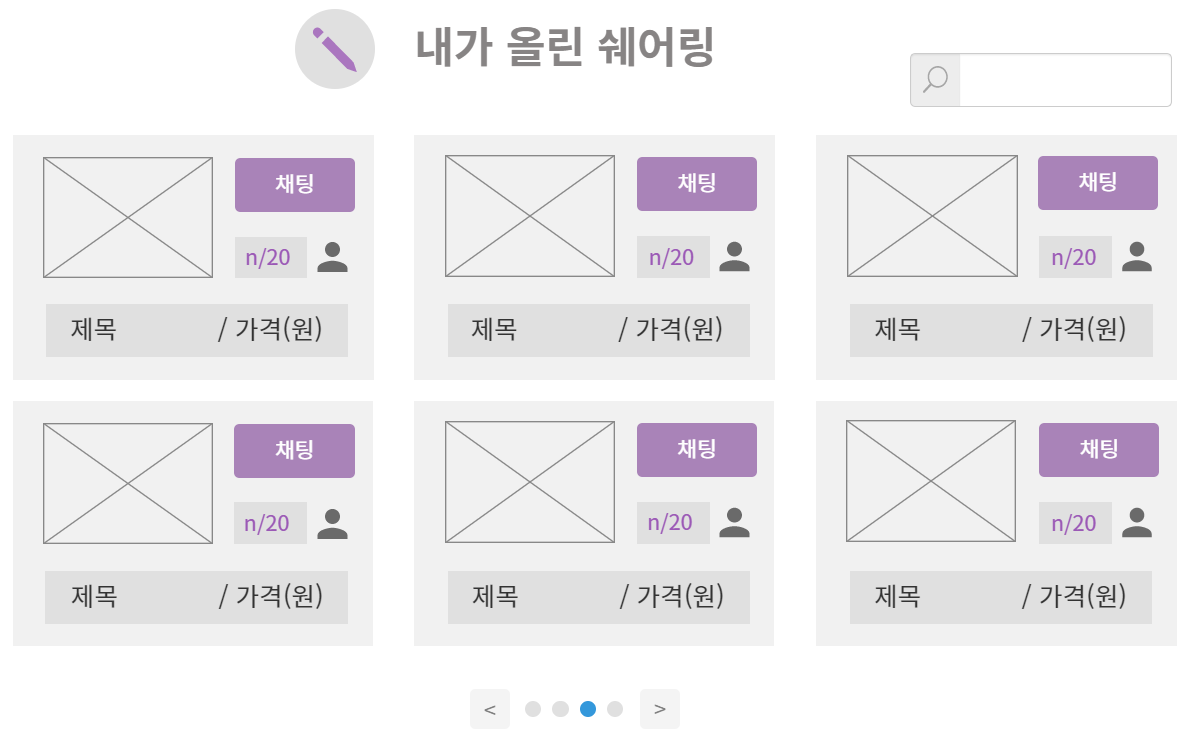 내가 올린 쉐어링
채팅
n/20
제목 / 가격(원)
채팅
n/20
제목 / 가격(원)
채팅
n/20
제목 / 가격(원)
채팅
n/20
제목 / 가격(원)
채팅
n/20
제목 / 가격(원)
채팅
n/20
제목 / 가격(원)
< >